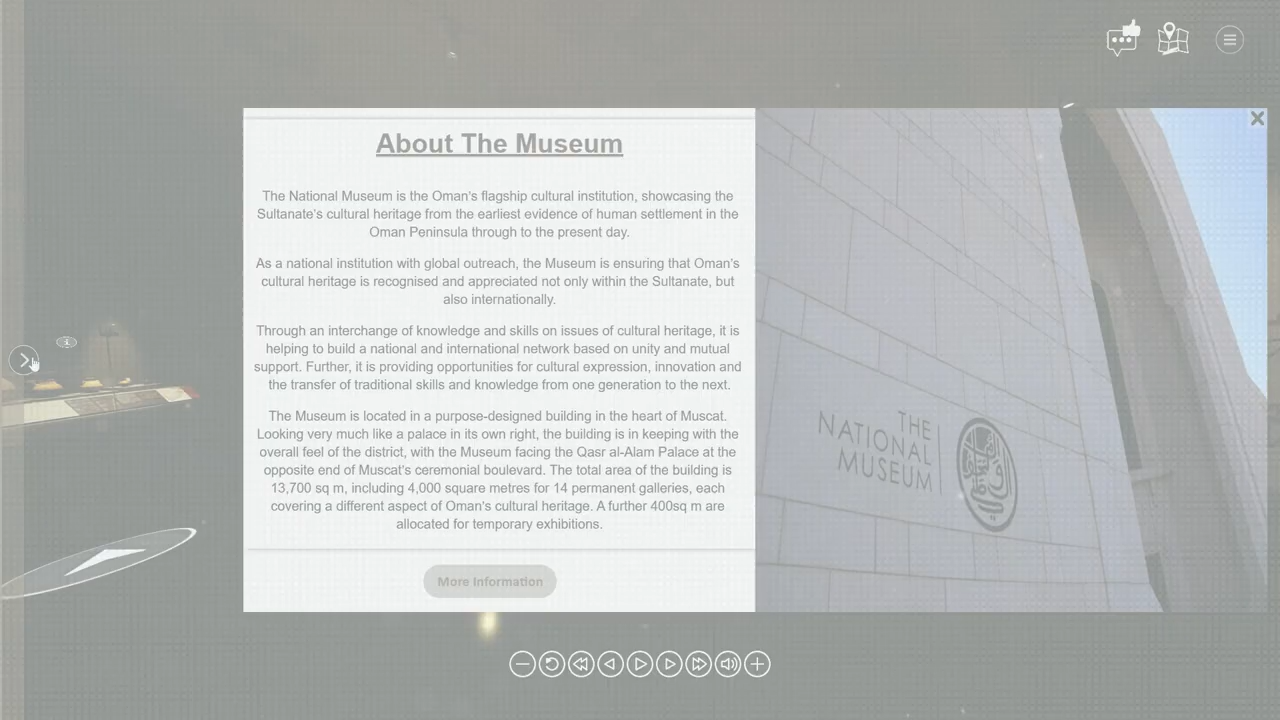 About The Museum
The National Museum is the Oman's flagship cultural institution, showcasing the
Sultanate's cultural heritage from the earliest evidence of human settlement in the
Oman Peninsula through to the present day.
As a national institution with global outreach, the Museum is ensuring that Oman's
cultural heritage is recognised and appreciated not only within the Sultanate, but
also internationally.
Through an interchange of knowledge and skills on issues of cultural heritage, it is
helping to build a national and international network based on unity and mutual
support. Further, it is providing opportunities for cultural expression, innovation and
the transfer of traditional skills and knowledge from one generation to the next.
The Museum is located in a purpose-designed building in the heart of Muscat.
Looking very much like a palace in its own right, the building is in keeping with the
overall feel of the district, with the Museum facing the Qasr al-Alam Palace at the
opposite end of Muscat's ceremonial boulevard. The total area of the building is
13,700 sq m, including 4,000 square metres for 14 permanent galleries, each
covering a different aspect of Oman's cultural heritage. A further 400sq m are
allocated for temporary exhibitions.
More Information
THE
NATIONAL
MUSEUM